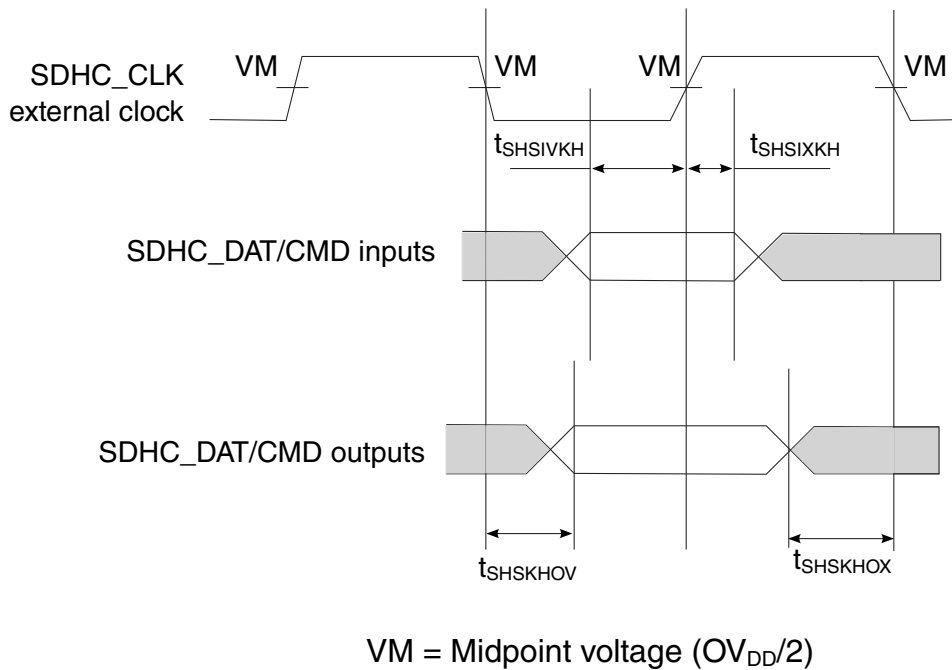 VM VM VM VM
SDHC_CLK
external clock
tSHSIVKH tSHSIXKH
SDHC_DAT/CMD inputs
SDHC_DAT/CMD outputs
tSHSKHOV tSHSKHOX
VM = Midpoint voltage (OVDD/2)